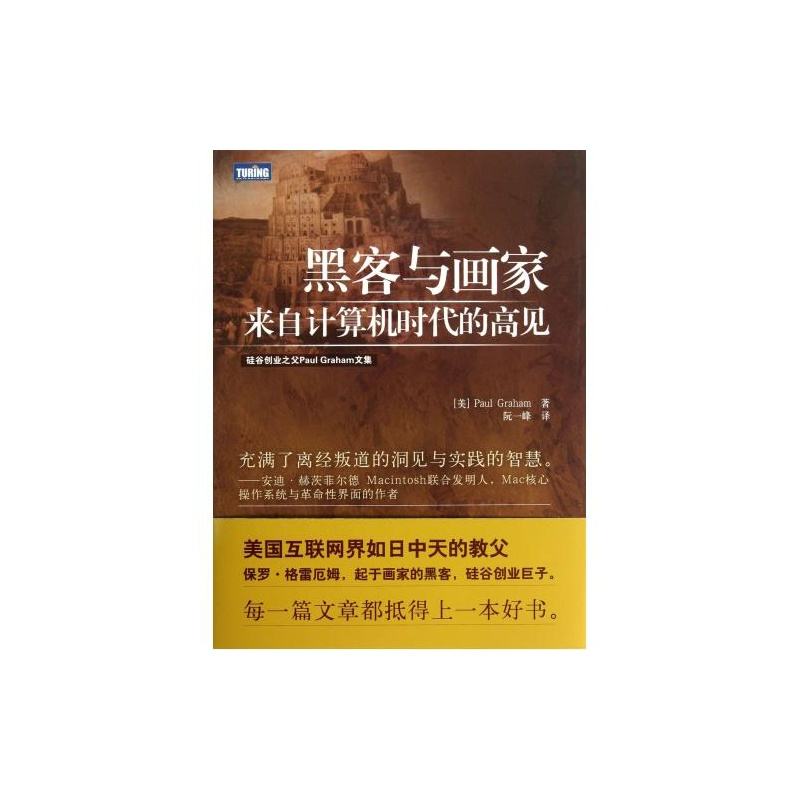 TURING
黑客与画家
来自计算机时代的高见
硅谷创业之父Paul Graham文集
[美] Paul Graham 著
阮一峰 译
充满了离经叛道的洞见与实践的智慧。
——安迪·赫茨菲尔德 Macintosh联合发明人，Mac核心
操作系统与革命性界面的作者
美国互联网界如日中天的教父
保罗·格雷厄姆，起于画家的黑客，硅谷创业巨子。
每一篇文章都抵得上一本好书。